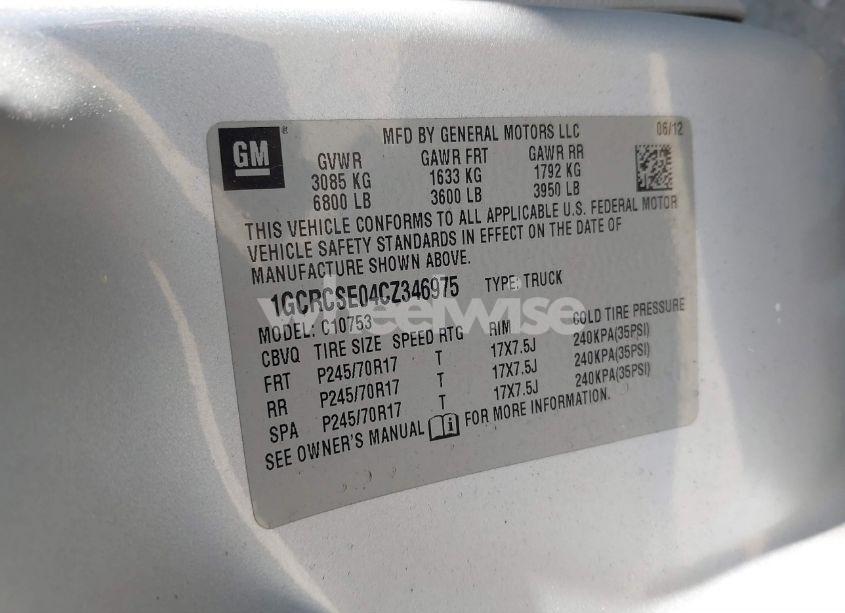 GM ®
MFD BY GENERAL MOTORS LLC 06/12
GVWR GAWR FRT GAWR RR
3085 KG 1633 KG 1792 KG
6800 LB 3600 LB 3950 LB
THIS VEHICLE CONFORMS TO ALL APPLICABLE U.S. FEDERAL MOTOR
VEHICLE SAFETY STANDARDS IN EFFECT ON THE DATE OF
MANUFACTURE SHOWN ABOVE.
1GCRCSE04CZ346975 TYPE: TRUCK
wheelwise
MODEL: C10753
CBVQ TIRE SIZE SPEED RTG RIM COLD TIRE PRESSURE
FRT P245/70R17 T 17X7.5J 240KPA(35PSI)
RR P245/70R17 T 17X7.5J 240KPA(35PSI)
SPA P245/70R17 T 17X7.5J 240KPA(35PSI)
SEE OWNER'S MANUAL FOR MORE INFORMATION.